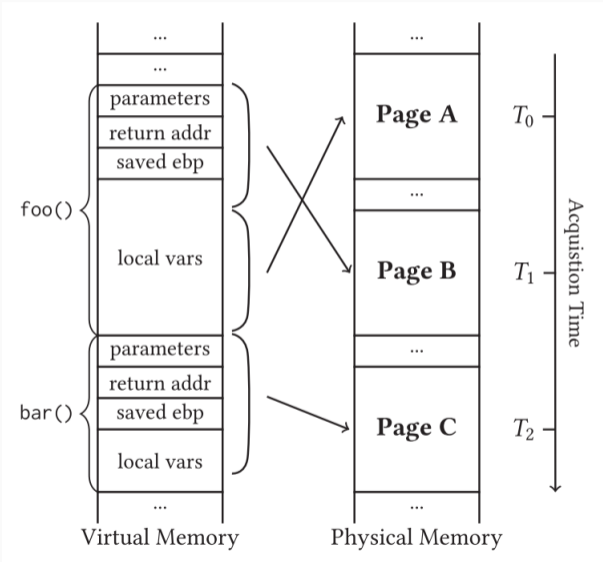 ...
...
parameters
return addr
saved ebp
foo()
local vars
parameters
return addr
bar()
saved ebp
local vars
...
Virtual Memory
...
Page A
...
Page B
...
Page C
...
Physical Memory
T₀
T₁
T₂
Acquistion Time